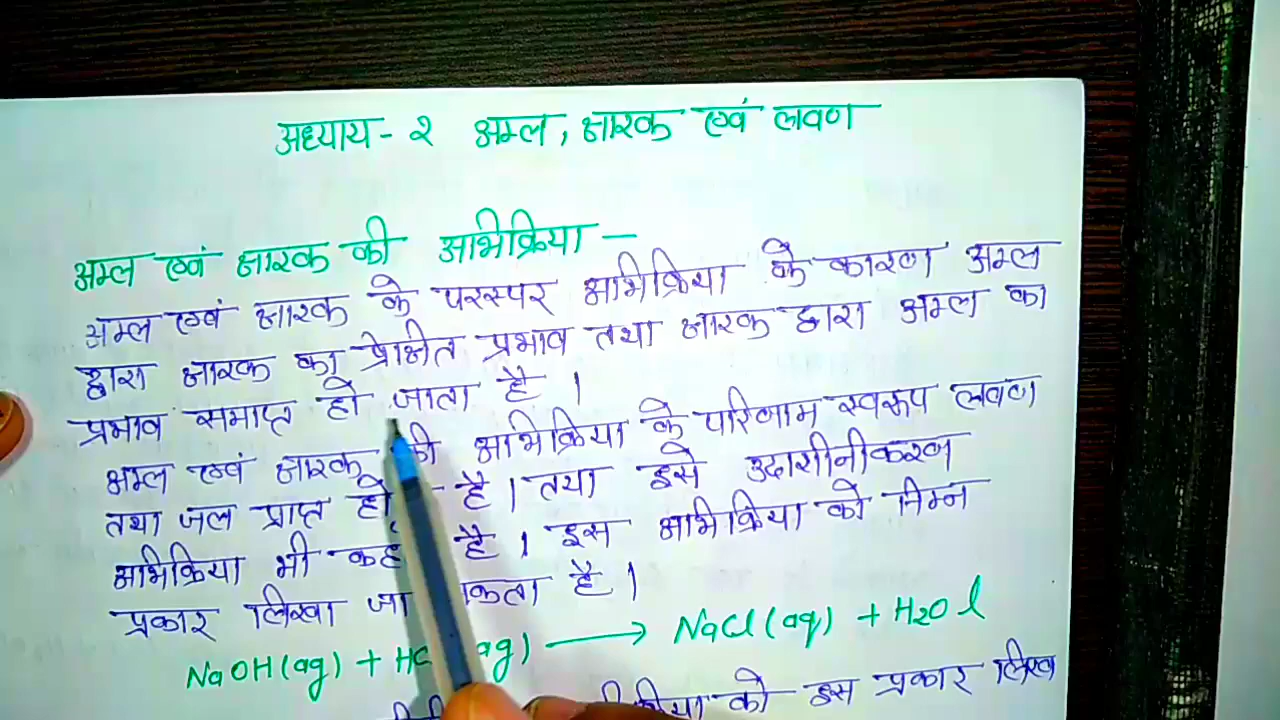 अध्याय - २ अम्ल, क्षारक एवं लवण
अम्ल एवं क्षारक की अभिक्रिया —
अम्ल एवं क्षारक के परस्पर अभिक्रिया के कारण अम्ल
द्वारा क्षारक का प्रेक्षित प्रभाव तथा क्षारक द्वारा अम्ल का
प्रभाव समाप्त हो जाता है ।
अम्ल एवं क्षारक की अभिक्रिया के परिणाम स्वरूप लवण
तथा जल प्राप्त है । तथा इसे उदासीनीकरण
अभिक्रिया भी है । इस अभिक्रिया को निम्न
प्रकार लिखा जा है ।
NaOH (aq) + (aq) ⟶ NaCl (aq) + H₂O l
को इस प्रकार लिख